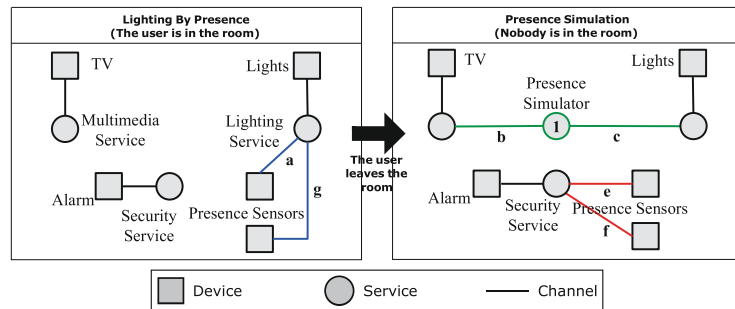 Lighting By Presence
(The user is in the room)
TV
Lights
Multimedia
Service
Lighting
Service
a
g
Alarm
Security
Service
Presence Sensors
The user
leaves the
room
Presence Simulation
(Nobody is in the room)
TV
Lights
Presence
Simulator
1
b
c
Alarm
Security
Service
e
Presence Sensors
f
Device
Service
Channel